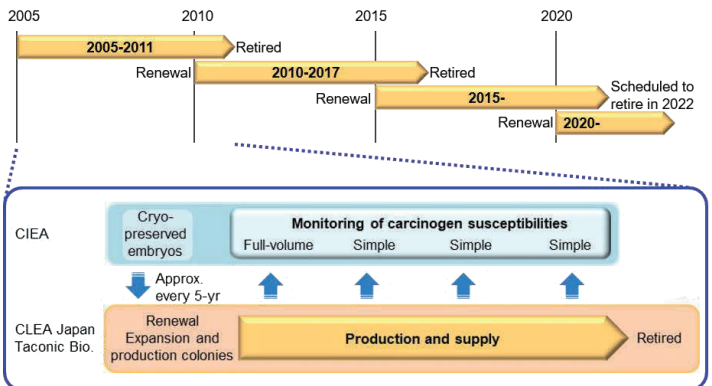 2005 2010 2015 2020
2005-2011 Retired
Renewal 2010-2017 Retired
Renewal 2015- Scheduled to
retire in 2022
Renewal 2020-
CIEA
Cryo-
preserved
embryos
Monitoring of carcinogen susceptibilities
Full-volume Simple Simple Simple
Approx.
every 5-yr
CLEA Japan
Taconic Bio.
Renewal
Expansion and
production colonies
Production and supply
Retired